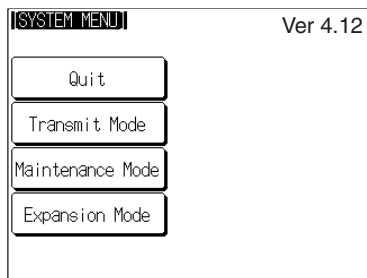 [SYSTEM MENU]
Ver 4.12
Quit
Transmit Mode
Maintenance Mode
Expansion Mode